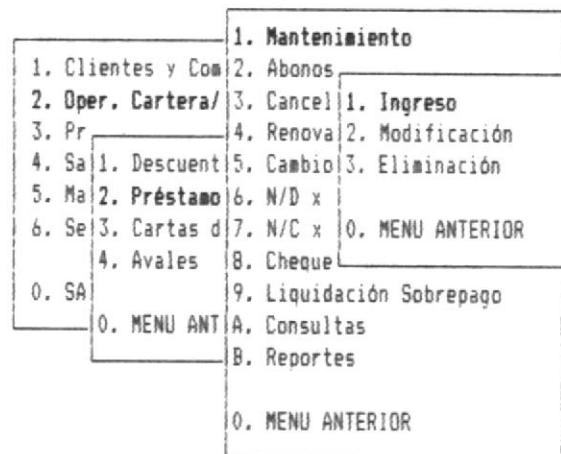 1. Clientes y Com
2. Oper. Cartera/
3. Pr
4. Sa
5. Ma
6. Se
0. SA
1. Descuent
2. Préstamo
3. Cartas d
4. Avales
0. MENU ANT
1. Mantenimiento
2. Abonos
3. Cancel
4. Renova
5. Cambio
6. N/D x
7. N/C x
8. Cheque
9. Liquidación Sobrepago
A. Consultas
B. Reportes
0. MENU ANTERIOR
1. Ingreso
2. Modificación
3. Eliminación
0. MENU ANTERIOR